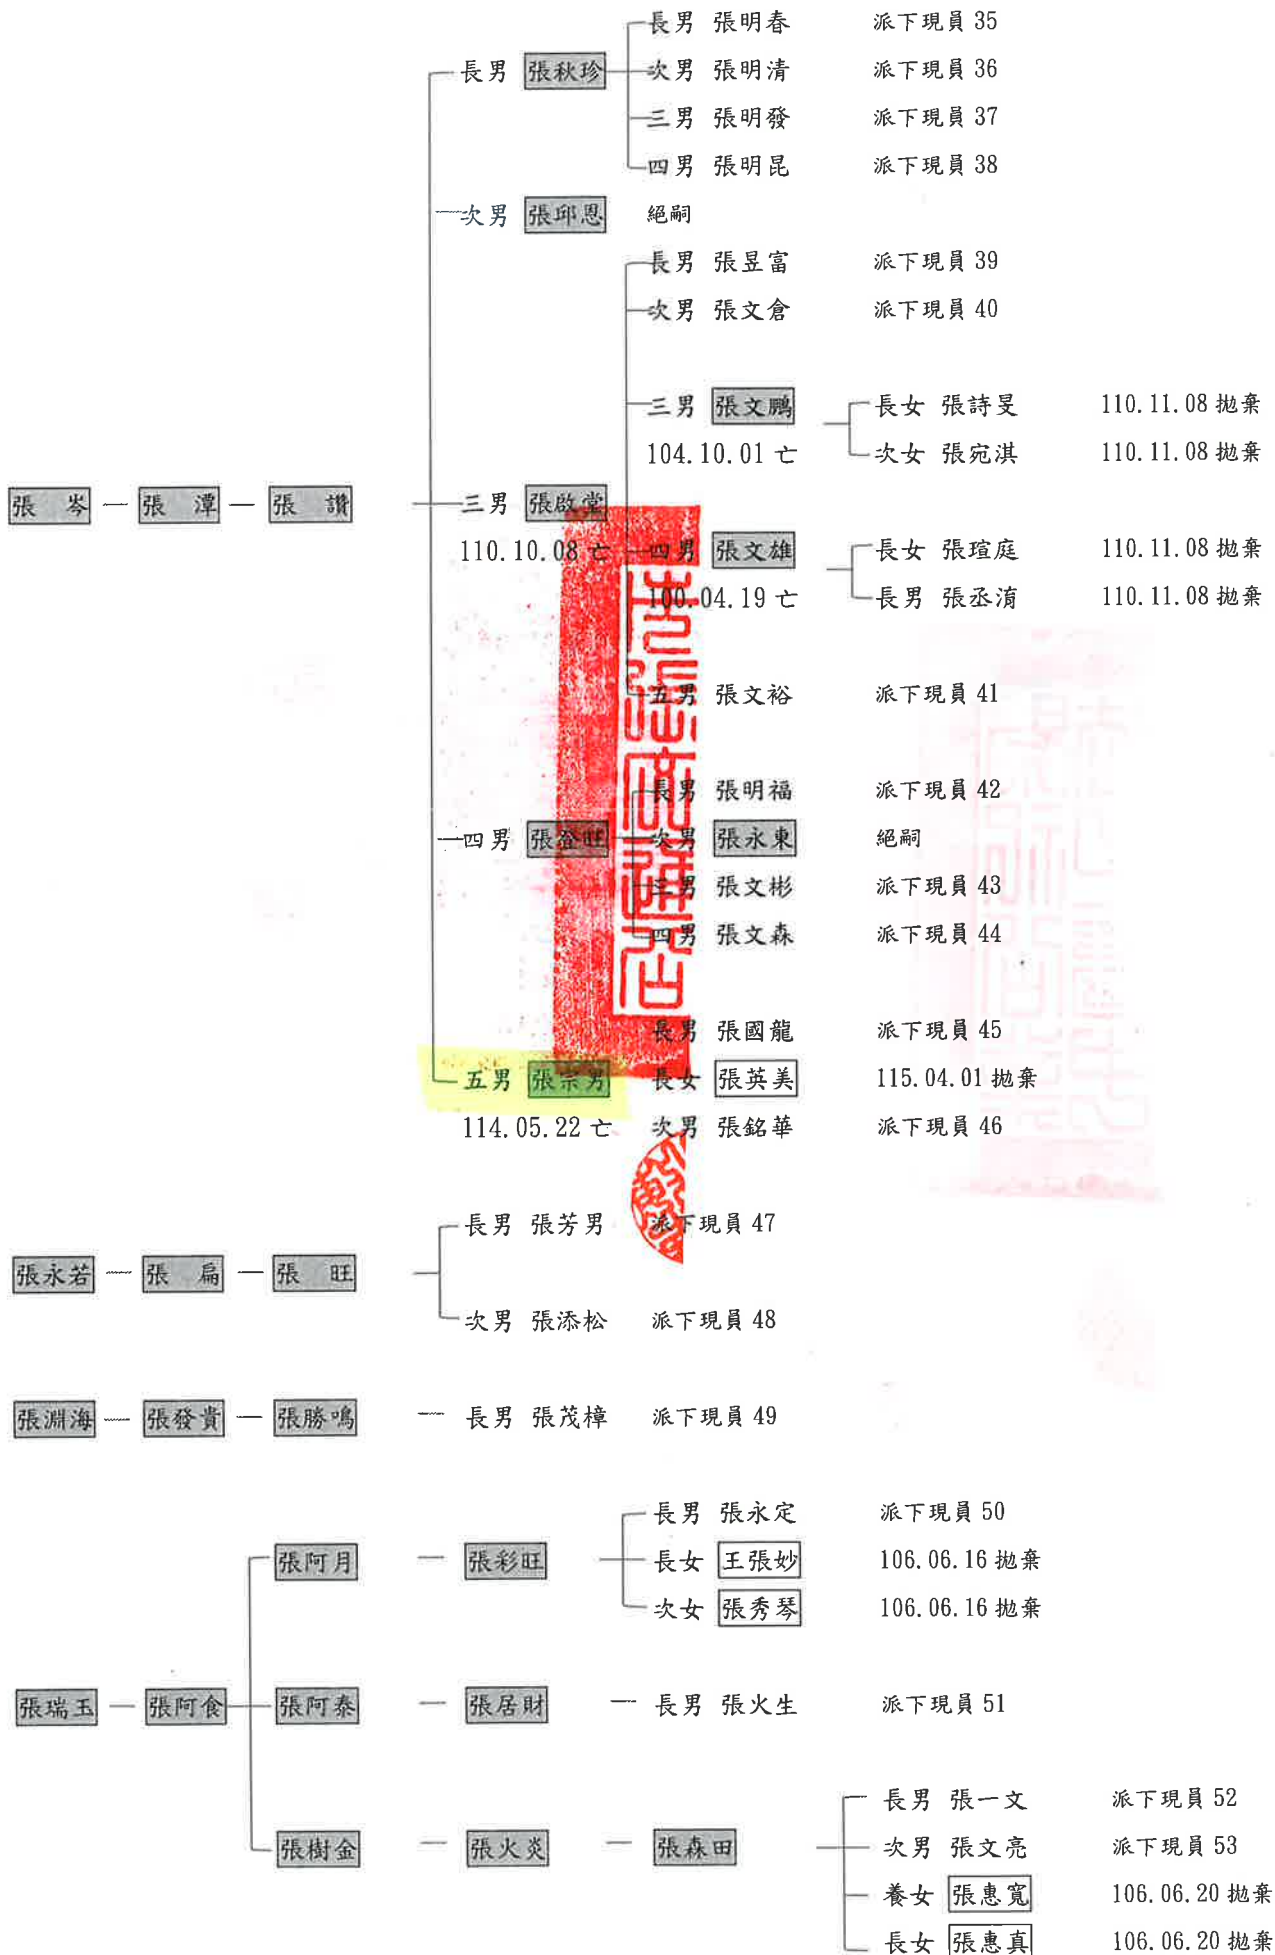 長男 張明春 派下現員 35
長男 張秋珍 次男 張明清 派下現員 36
三男 張明發 派下現員 37
四男 張明昆 派下現員 38
次男 張邱恩 絕嗣
長男 張昱富 派下現員 39
次男 張文倉 派下現員 40
三男 張文鵬 長女 張詩旻 110.11.08 拋棄
104.10.01 亡 次女 張宛淇 110.11.08 拋棄
張 岑 張 潭 張 讚 三男 張啟堂
110.10.08 亡 四男 張文雄 長女 張瑄庭 110.11.08 拋棄
100.04.19 亡 長男 張丞淯 110.11.08 拋棄
五男 張文裕 派下現員 41
長男 張明福 派下現員 42
四男 張登旺 次男 張永東 絕嗣
三男 張文彬 派下現員 43
四男 張文森 派下現員 44
長男 張國龍 派下現員 45
五男 張宗男 長女 張英美 115.04.01 拋棄
114.05.22 亡 次男 張銘華 派下現員 46
長男 張芳男 派下現員 47
張永若 張 扁 張 旺
次男 張添松 派下現員 48
張淵海 張發貴 張勝鳴 長男 張茂樟 派下現員 49
長男 張永定 派下現員 50
張阿月 張彩旺 長女 王張妙 106.06.16 拋棄
次女 張秀琴 106.06.16 拋棄
張瑞玉 張阿食 張阿泰 張居財 長男 張火生 派下現員 51
長男 張一文 派下現員 52
張樹金 張火炎 張森田 次男 張文亮 派下現員 53
養女 張惠寬 106.06.20 拋棄
長女 張惠真 106.06.20 拋棄